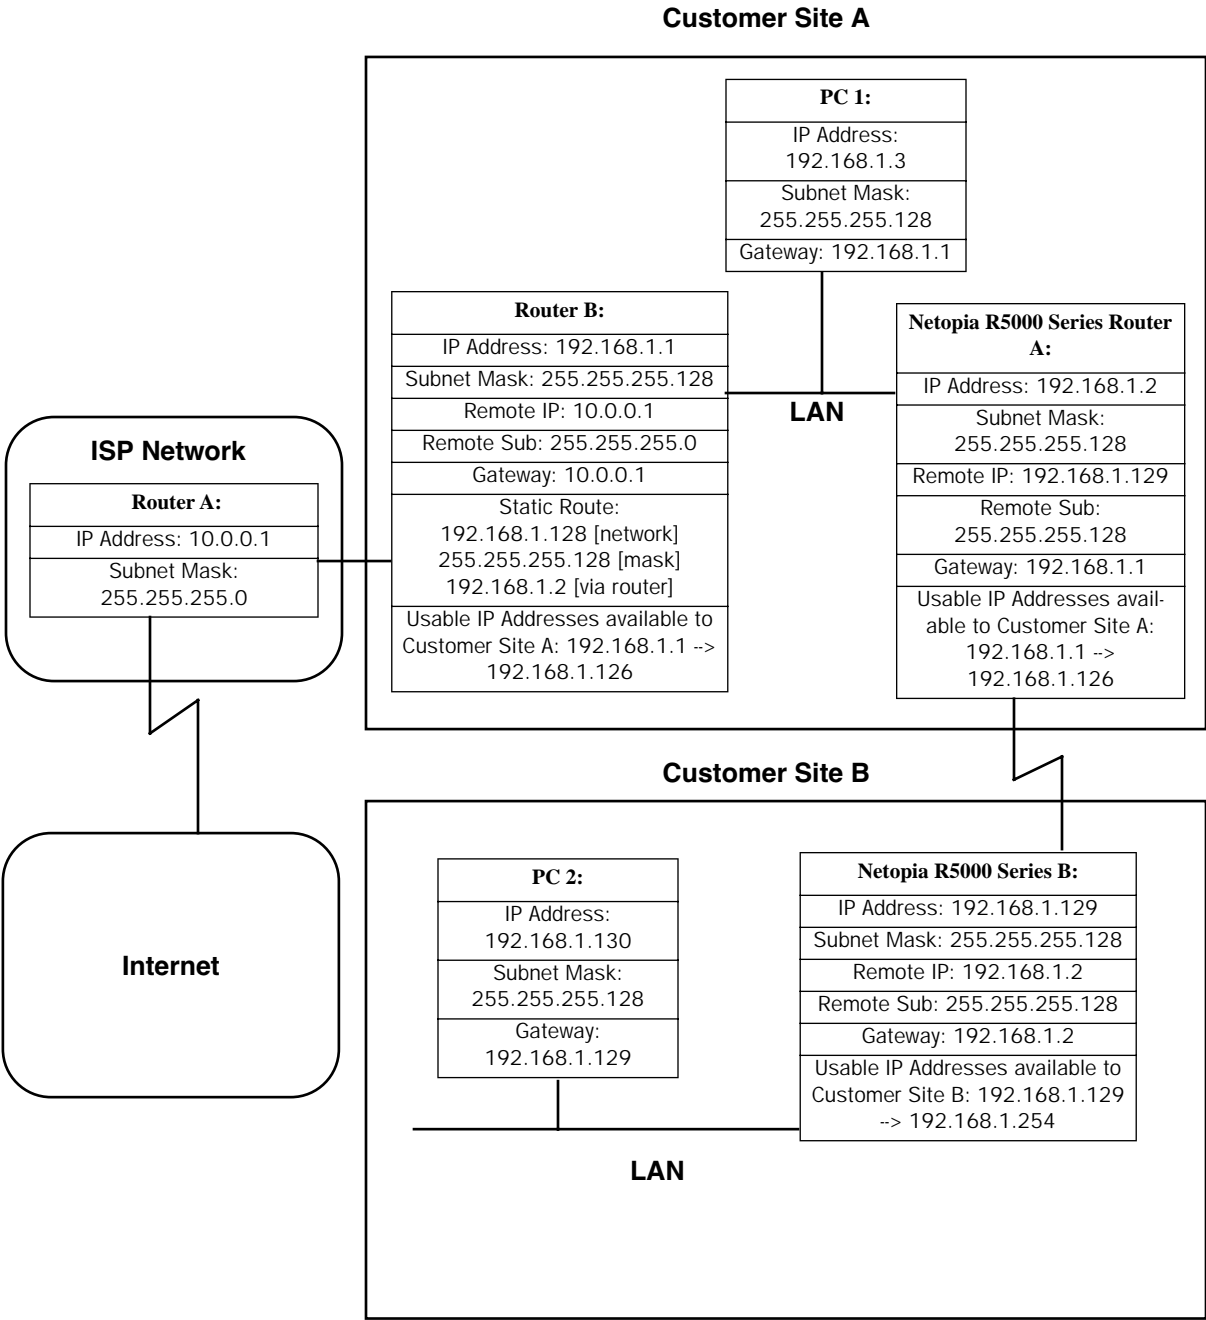 Customer Site A
PC 1:
IP Address:
192.168.1.3
Subnet Mask:
255.255.255.128
Gateway: 192.168.1.1
Router B:
IP Address: 192.168.1.1
Subnet Mask: 255.255.255.128
Remote IP: 10.0.0.1
Remote Sub: 255.255.255.0
Gateway: 10.0.0.1
Static Route:
192.168.1.128 [network]
255.255.255.128 [mask]
192.168.1.2 [via router]
Usable IP Addresses available to
Customer Site A: 192.168.1.1 -->
192.168.1.126
LAN
Netopia R5000 Series Router
A:
IP Address: 192.168.1.2
Subnet Mask:
255.255.255.128
Remote IP: 192.168.1.129
Remote Sub:
255.255.255.128
Gateway: 192.168.1.1
Usable IP Addresses avail-
able to Customer Site A:
192.168.1.1 -->
192.168.1.126
ISP Network
Router A:
IP Address: 10.0.0.1
Subnet Mask:
255.255.255.0
Internet
Customer Site B
PC 2:
IP Address:
192.168.1.130
Subnet Mask:
255.255.255.128
Gateway:
192.168.1.129
Netopia R5000 Series B:
IP Address: 192.168.1.129
Subnet Mask: 255.255.255.128
Remote IP: 192.168.1.2
Remote Sub: 255.255.255.128
Gateway: 192.168.1.2
Usable IP Addresses available to
Customer Site B: 192.168.1.129
--> 192.168.1.254
LAN